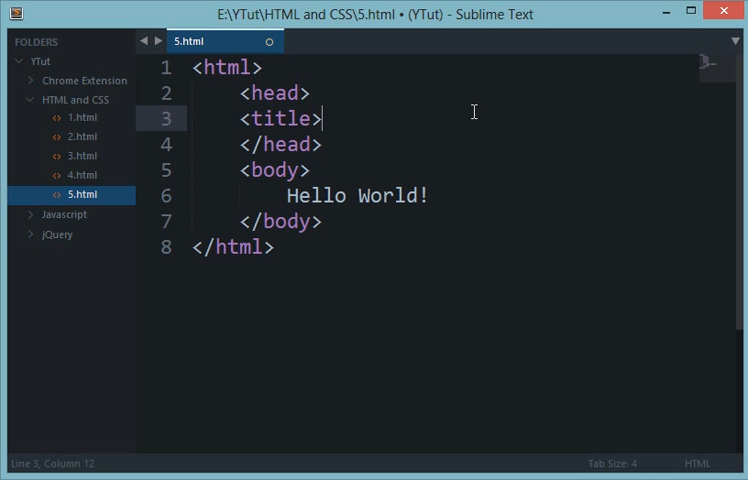 E:\YTut\HTML and CSS\5.html • (YTut) - Sublime Text
FOLDERS
YTut
Chrome Extension
HTML and CSS
<> 1.html
<> 2.html
<> 3.html
<> 4.html
<> 5.html
Javascript
jQuery
5.html
1 <html>
2 <head>
3 <title>
4 </head>
5 <body>
6 Hello World!
7 </body>
8 </html>
Line 3, Column 12
Tab Size: 4
HTML